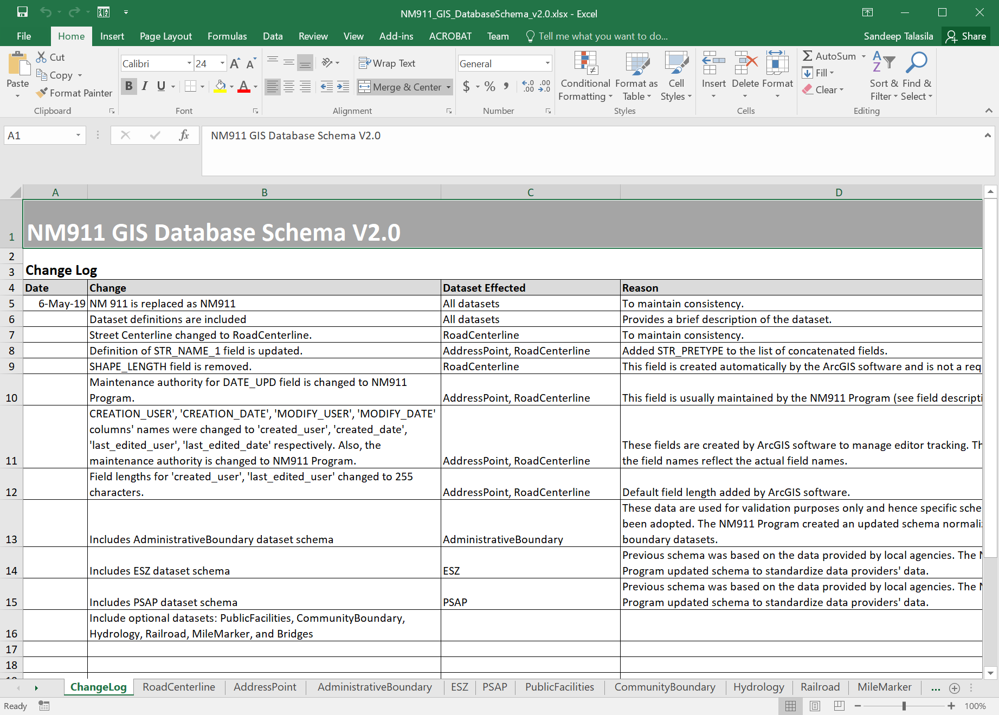 NM911_GIS_DatabaseSchema_v2.0.xlsx - Excel
File Home Insert Page Layout Formulas Data Review View Add-ins ACROBAT Team Tell me what you want to do... Sandeep Talasila Share
Paste
Cut
Copy
Format Painter
Clipboard
Calibri 24
B I U
Font
Wrap Text
Merge & Center
Alignment
General
$ % ,
Number
Conditional Formatting
Format as Table
Cell Styles
Styles
Insert Delete Format
Cells
AutoSum
Fill
Clear
Sort & Filter
Find & Select
Editing
A1 fx NM911 GIS Database Schema V2.0
A B C D
1 NM911 GIS Database Schema V2.0
2
3 Change Log
4 Date Change Dataset Effected Reason
5 6-May-19 NM 911 is replaced as NM911 All datasets To maintain consistency.
6 Dataset definitions are included All datasets Provides a brief description of the dataset.
7 Street Centerline changed to RoadCenterline. RoadCenterline To maintain consistency.
8 Definition of STR_NAME_1 field is updated. AddressPoint, RoadCenterline Added STR_PRETYPE to the list of concatenated fields.
9 SHAPE_LENGTH field is removed. RoadCenterline This field is created automatically by the ArcGIS software and is not a req
Maintenance authority for DATE_UPD field is changed to NM911
10 Program. AddressPoint, RoadCenterline This field is usually maintained by the NM911 Program (see field descripti
CREATION_USER', 'CREATION_DATE', 'MODIFY_USER', 'MODIFY_DATE'
columns' names were changed to 'created_user', 'created_date',
'last_edited_user', 'last_edited_date' respectively. Also, the These fields are created by ArcGIS software to manage editor tracking. Th
11 maintenance authority is changed to NM911 Program. AddressPoint, RoadCenterline the field names reflect the actual field names.
Field lengths for 'created_user', 'last_edited_user' changed to 255
12 characters. AddressPoint, RoadCenterline Default field length added by ArcGIS software.
These data are used for validation purposes only and hence specific sche
been adopted. The NM911 Program created an updated schema normali
13 Includes AdministrativeBoundary dataset schema AdministrativeBoundary boundary datasets.
Previous schema was based on the data provided by local agencies. The
14 Includes ESZ dataset schema ESZ Program updated schema to standardize data providers' data.
Previous schema was based on the data provided by local agencies. The
15 Includes PSAP dataset schema PSAP Program updated schema to standardize data providers' data.
Include optional datasets: PublicFacilities, CommunityBoundary,
16 Hydrology, Railroad, MileMarker, and Bridges
17
18
ChangeLog RoadCenterline AddressPoint AdministrativeBoundary ESZ PSAP PublicFacilities CommunityBoundary Hydrology Railroad MileMarker ...
Ready 100%